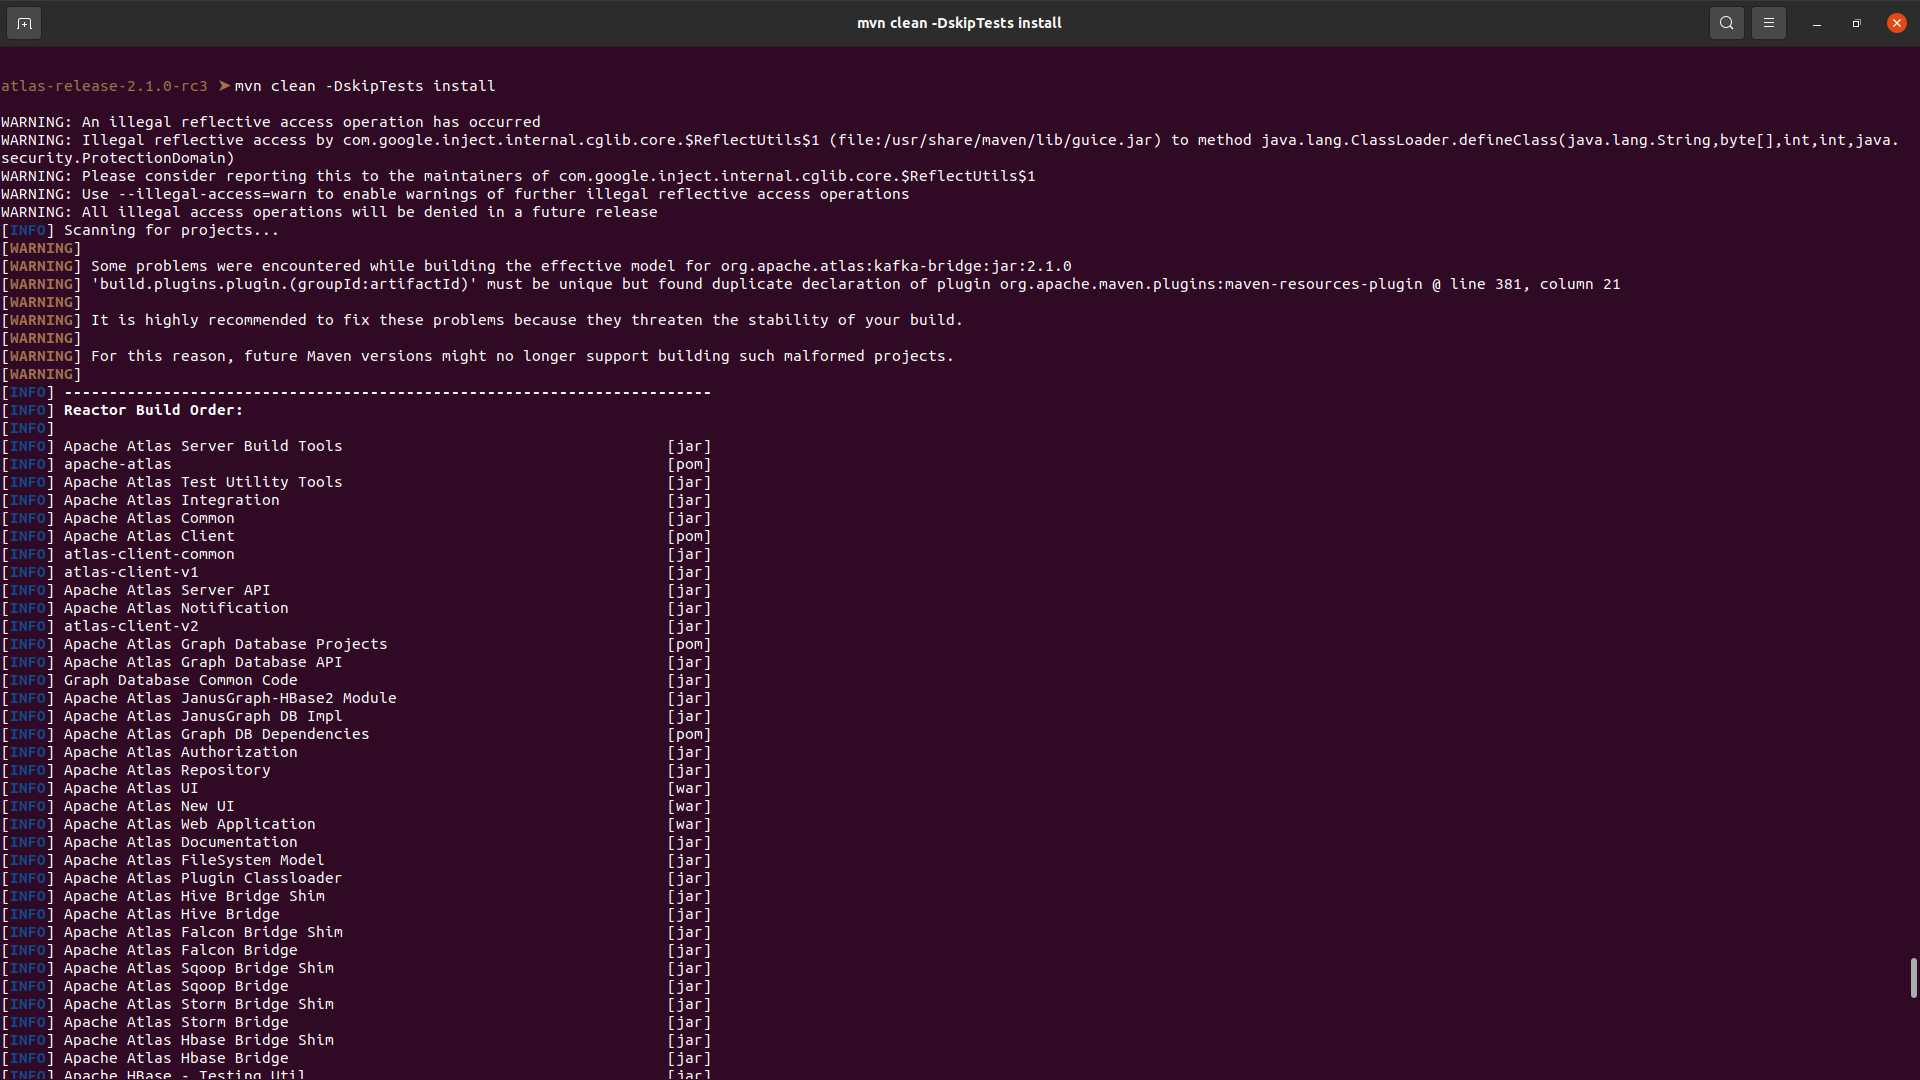 mvn clean -DskipTests install
atlas-release-2.1.0-rc3 ➤ mvn clean -DskipTests install
WARNING: An illegal reflective access operation has occurred
WARNING: Illegal reflective access by com.google.inject.internal.cglib.core.$ReflectUtils$1 (file:/usr/share/maven/lib/guice.jar) to method java.lang.ClassLoader.defineClass(java.lang.String,byte[],int,int,java.
security.ProtectionDomain)
WARNING: Please consider reporting this to the maintainers of com.google.inject.internal.cglib.core.$ReflectUtils$1
WARNING: Use --illegal-access=warn to enable warnings of further illegal reflective access operations
WARNING: All illegal access operations will be denied in a future release
[INFO] Scanning for projects...
[WARNING]
[WARNING] Some problems were encountered while building the effective model for org.apache.atlas:kafka-bridge:jar:2.1.0
[WARNING] 'build.plugins.plugin.(groupId:artifactId)' must be unique but found duplicate declaration of plugin org.apache.maven.plugins:maven-resources-plugin @ line 381, column 21
[WARNING]
[WARNING] It is highly recommended to fix these problems because they threaten the stability of your build.
[WARNING]
[WARNING] For this reason, future Maven versions might no longer support building such malformed projects.
[WARNING]
[INFO] ------------------------------------------------------------------------
[INFO] Reactor Build Order:
[INFO]
[INFO] Apache Atlas Server Build Tools [jar]
[INFO] apache-atlas [pom]
[INFO] Apache Atlas Test Utility Tools [jar]
[INFO] Apache Atlas Integration [jar]
[INFO] Apache Atlas Common [jar]
[INFO] Apache Atlas Client [pom]
[INFO] atlas-client-common [jar]
[INFO] atlas-client-v1 [jar]
[INFO] Apache Atlas Server API [jar]
[INFO] Apache Atlas Notification [jar]
[INFO] atlas-client-v2 [jar]
[INFO] Apache Atlas Graph Database Projects [pom]
[INFO] Apache Atlas Graph Database API [jar]
[INFO] Graph Database Common Code [jar]
[INFO] Apache Atlas JanusGraph-HBase2 Module [jar]
[INFO] Apache Atlas JanusGraph DB Impl [jar]
[INFO] Apache Atlas Graph DB Dependencies [pom]
[INFO] Apache Atlas Authorization [jar]
[INFO] Apache Atlas Repository [jar]
[INFO] Apache Atlas UI [war]
[INFO] Apache Atlas New UI [war]
[INFO] Apache Atlas Web Application [war]
[INFO] Apache Atlas Documentation [jar]
[INFO] Apache Atlas FileSystem Model [jar]
[INFO] Apache Atlas Plugin Classloader [jar]
[INFO] Apache Atlas Hive Bridge Shim [jar]
[INFO] Apache Atlas Hive Bridge [jar]
[INFO] Apache Atlas Falcon Bridge Shim [jar]
[INFO] Apache Atlas Falcon Bridge [jar]
[INFO] Apache Atlas Sqoop Bridge Shim [jar]
[INFO] Apache Atlas Sqoop Bridge [jar]
[INFO] Apache Atlas Storm Bridge Shim [jar]
[INFO] Apache Atlas Storm Bridge [jar]
[INFO] Apache Atlas Hbase Bridge Shim [jar]
[INFO] Apache Atlas Hbase Bridge [jar]
[INFO] Apache HBase - Testing Util [jar]